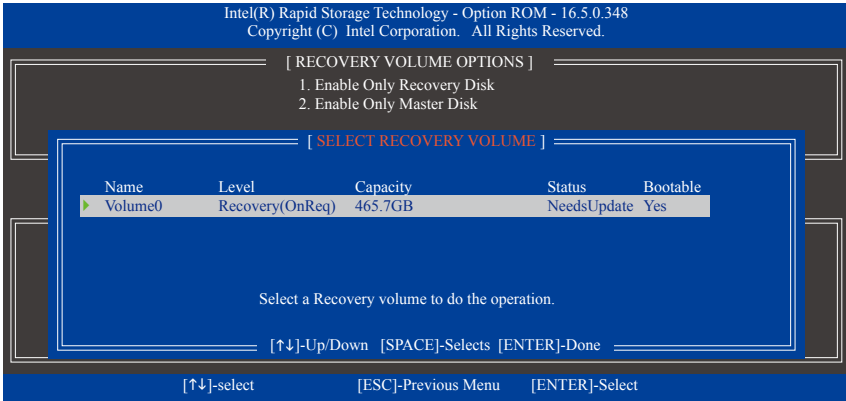 Intel(R) Rapid Storage Technology - Option ROM - 16.5.0.348
Copyright (C) Intel Corporation. All Rights Reserved.
[ RECOVERY VOLUME OPTIONS ]
1. Enable Only Recovery Disk
2. Enable Only Master Disk
[ SELECT RECOVERY VOLUME ]
Name Level Capacity Status Bootable
Volume0 Recovery(OnReq) 465.7GB NeedsUpdate Yes
Select a Recovery volume to do the operation.
[↑↓]-Up/Down [SPACE]-Selects [ENTER]-Done
[↑↓]-select [ESC]-Previous Menu [ENTER]-Select